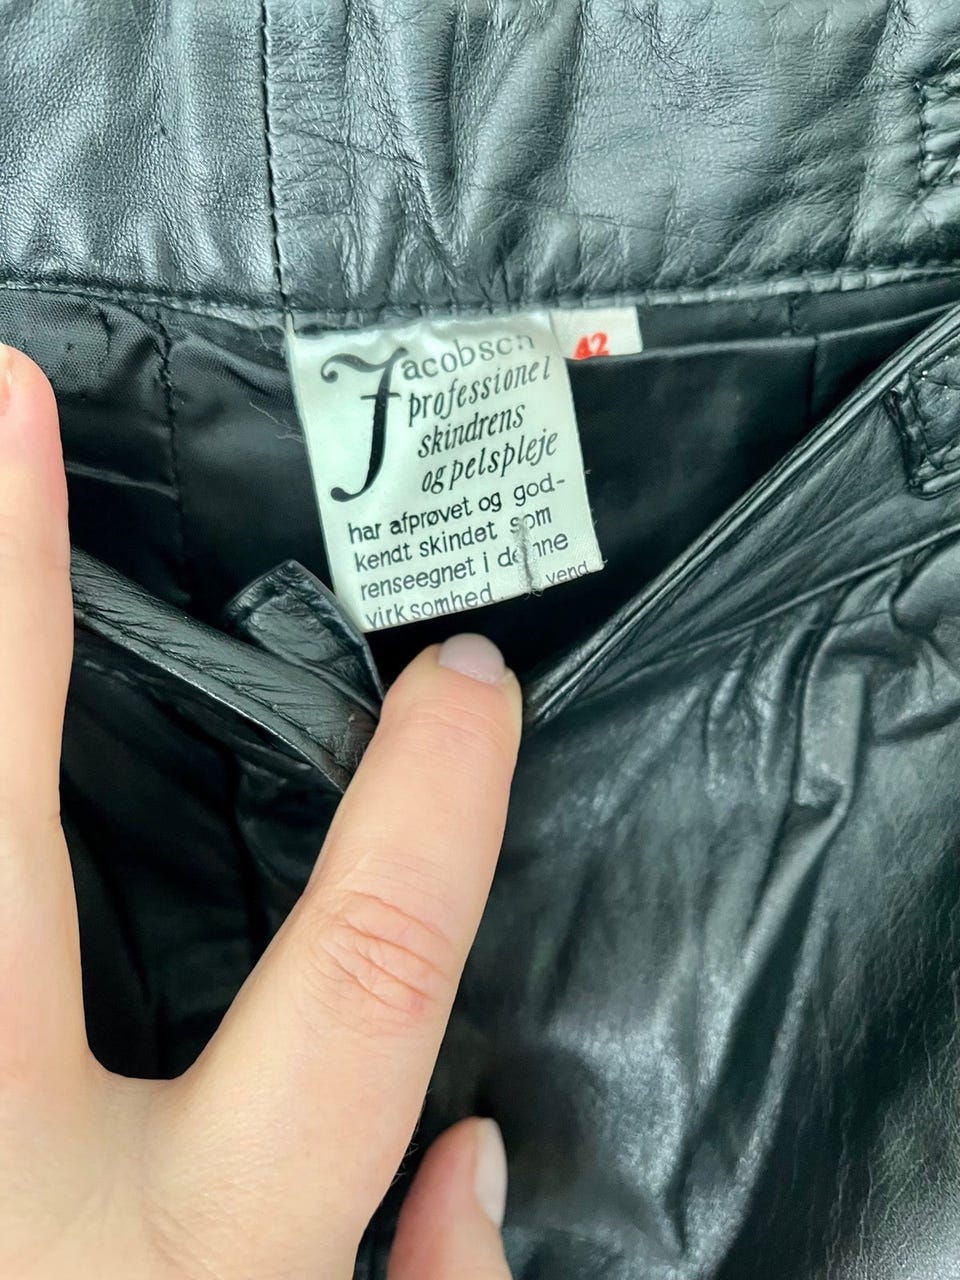 Jacobsen
professionel
skindrens
og pelspleje
har afprøvet og god-
kendt skindet som
renseegnet i denne
virksomhed. vend
42